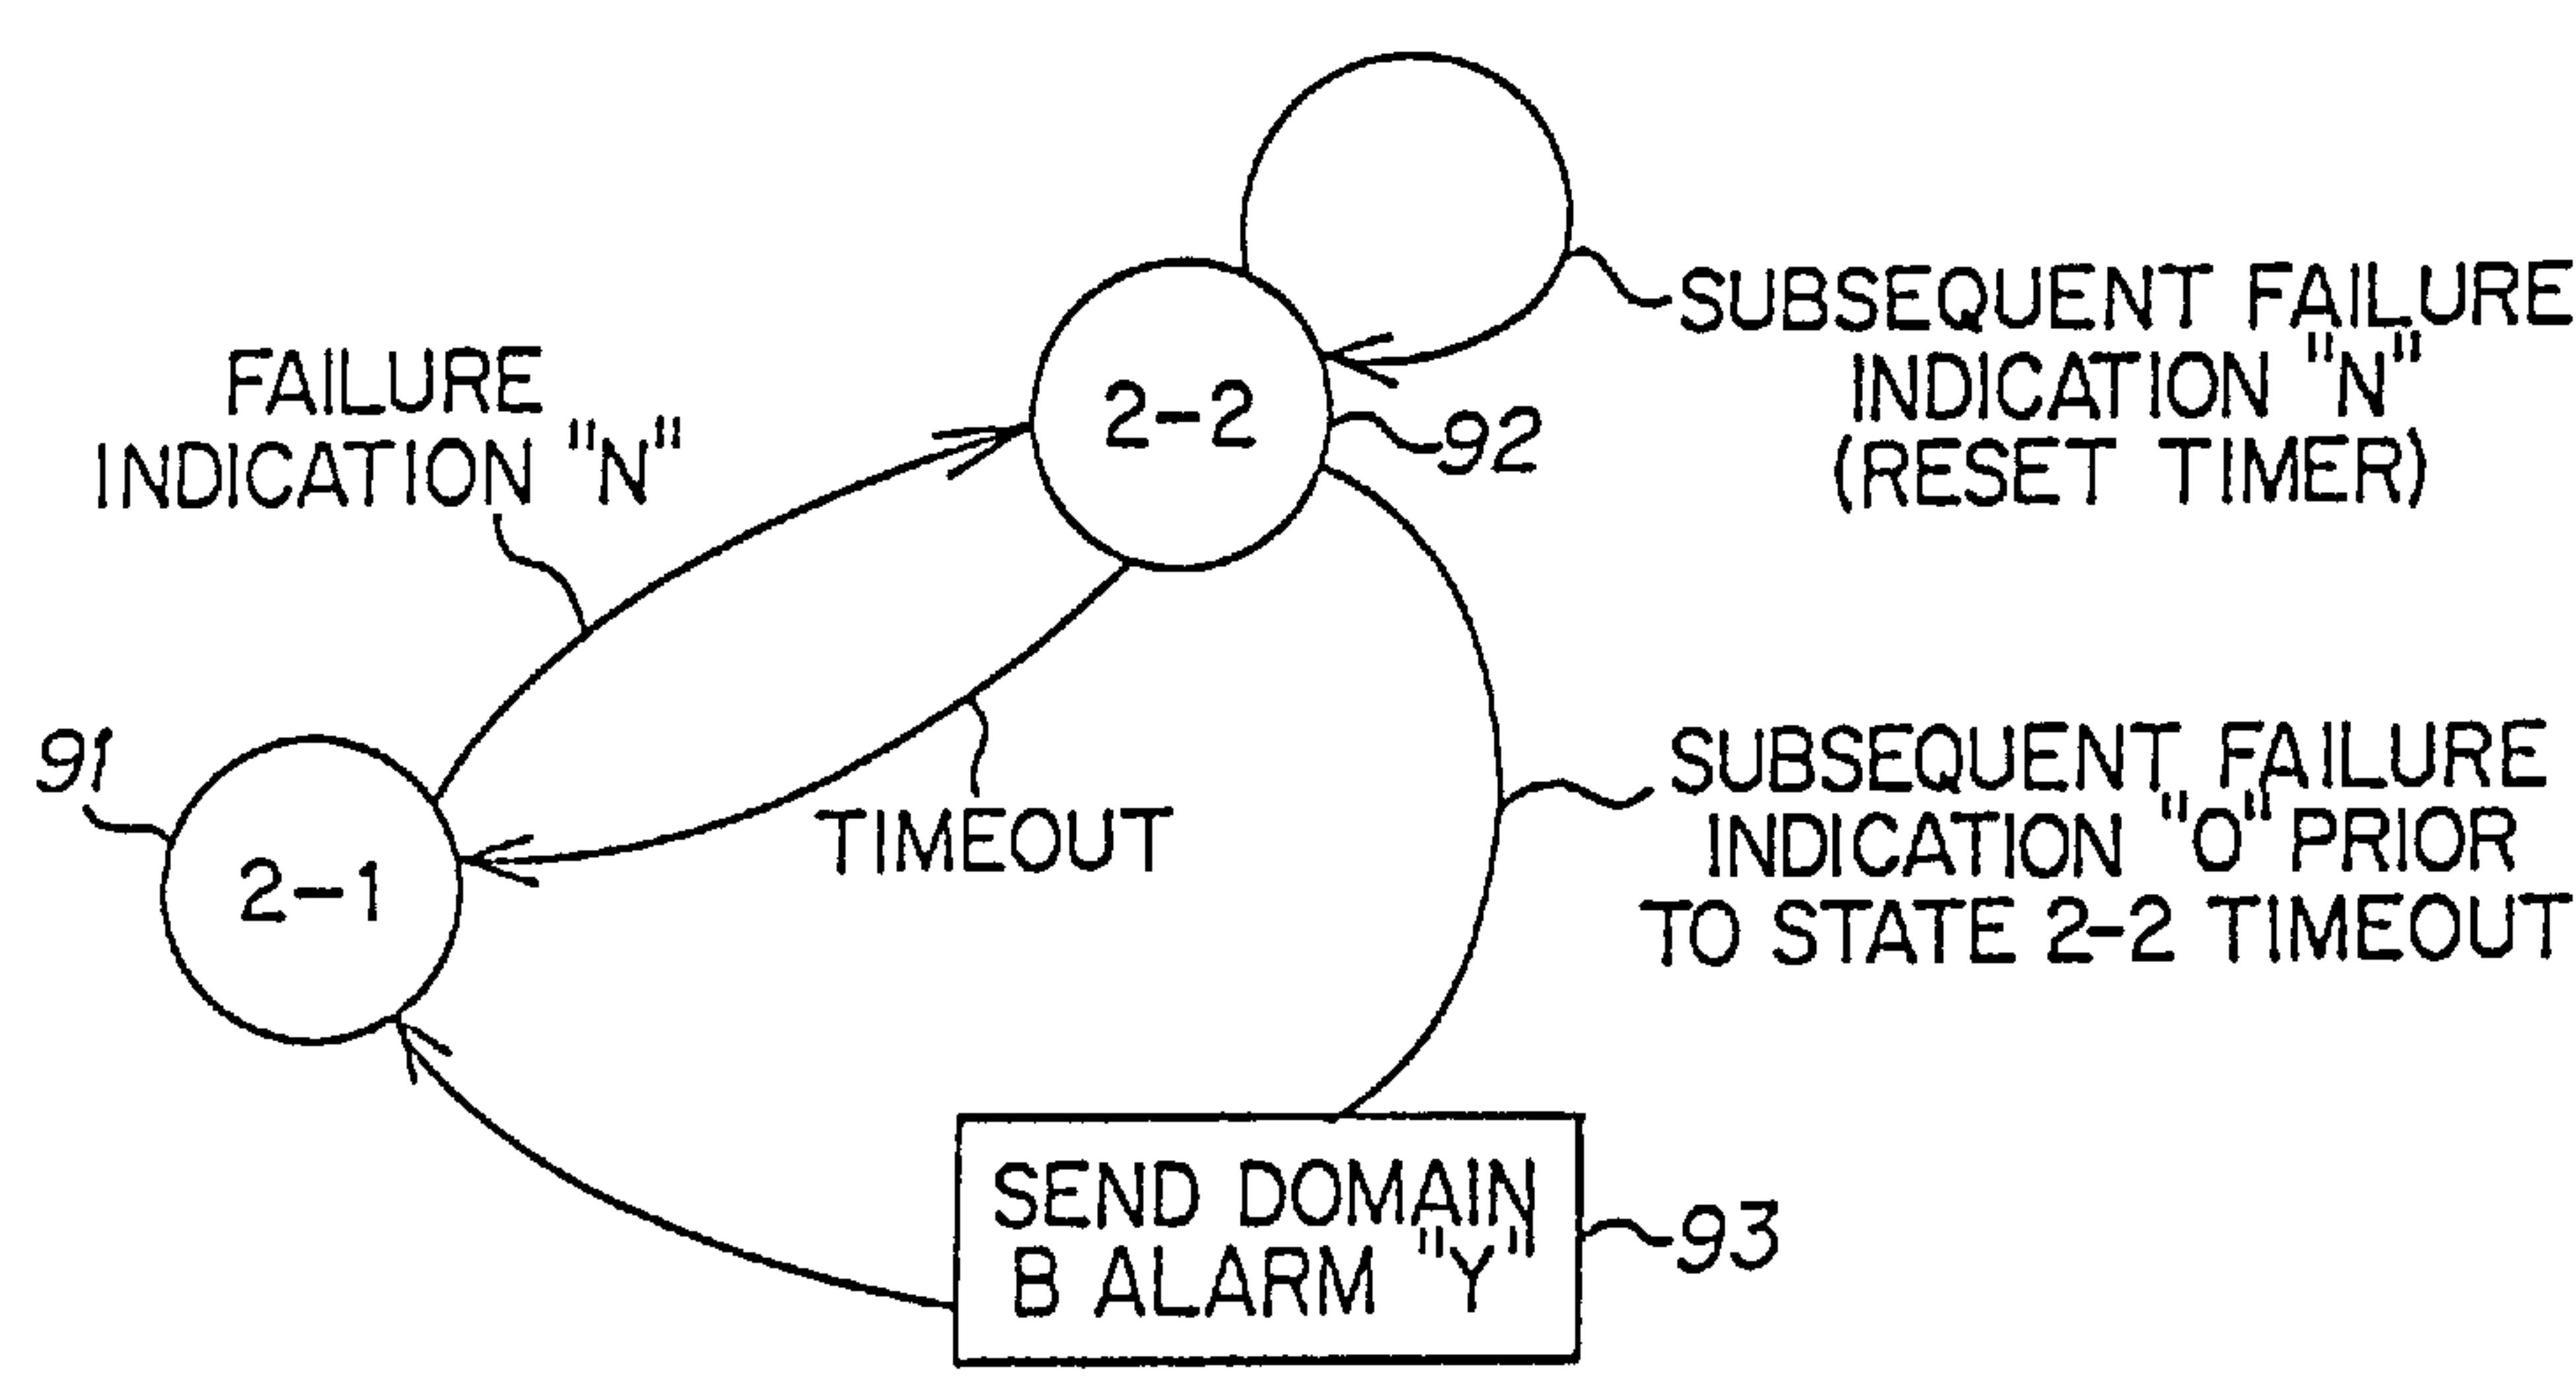 FAILURE
INDICATION "N"
2-2
92
SUBSEQUENT FAILURE
INDICATION "N"
(RESET TIMER)
91
2-1
TIMEOUT
SUBSEQUENT FAILURE
INDICATION "O" PRIOR
TO STATE 2-2 TIMEOUT
SEND DOMAIN
B ALARM "Y"
93